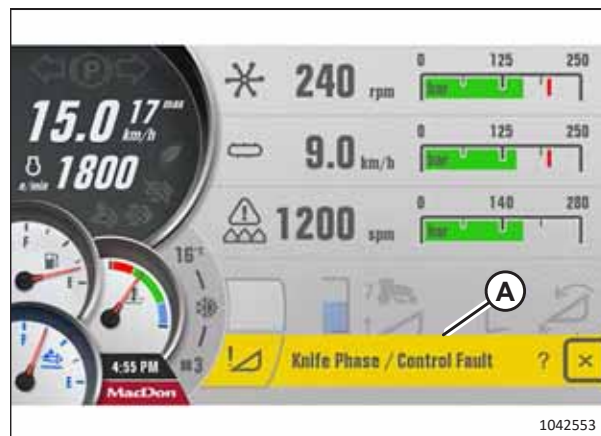 P
15.0 17 max
km/h
n/min 1800
240 rpm
0 125 250
bar
9.0 km/h
0 125 250
bar
1200 spm
0 140 280
bar
16°
3
7
F
E
F
E
4:55 PM
MacDon
! Knife Phase / Control Fault ? ×
A
1042553